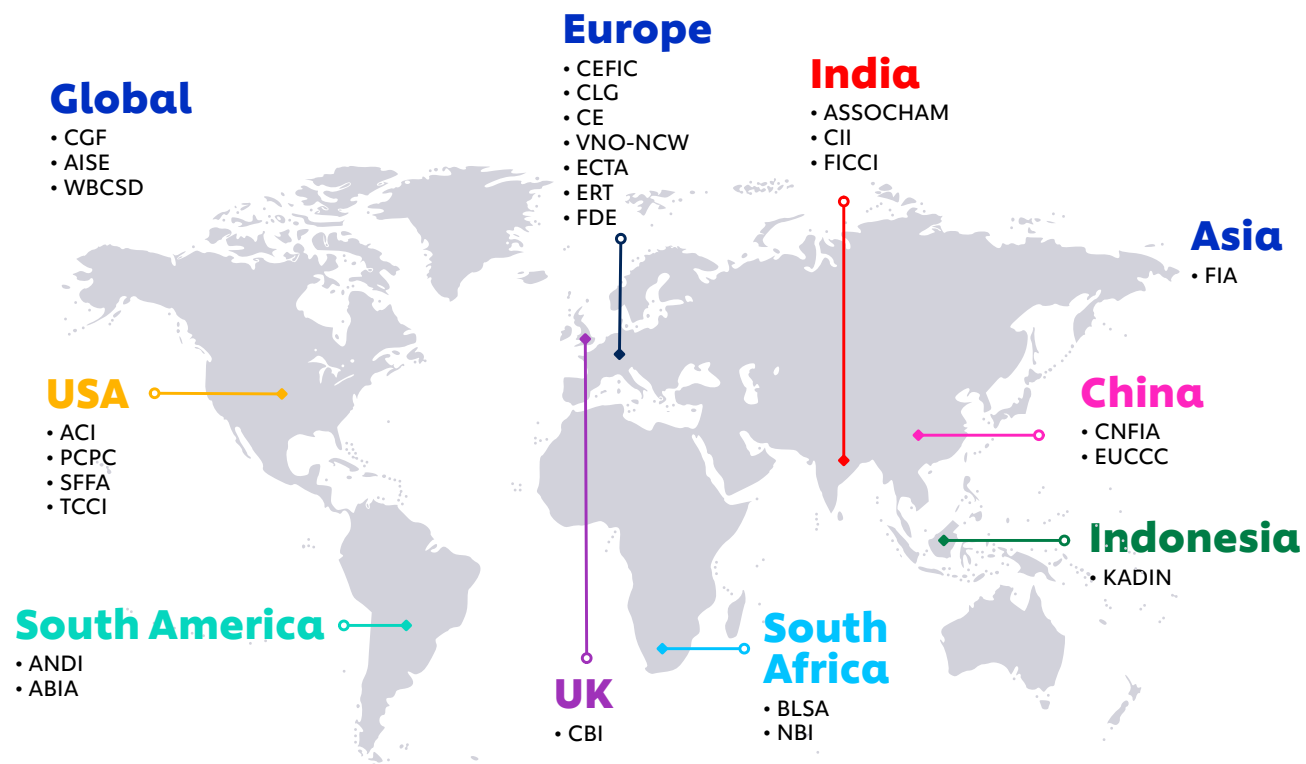 Global
• CGF
• AISE
• WBCSD
Europe
• CEFIC
• CLG
• CE
• VNO-NCW
• ECTA
• ERT
• FDE
India
• ASSOCHAM
• CII
• FICCI
Asia
• FIA
USA
• ACI
• PCPC
• SFFA
• TCCI
China
• CNFIA
• EUCCC
Indonesia
• KADIN
South America
• ANDI
• ABIA
UK
• CBI
South
Africa
• BLSA
• NBI